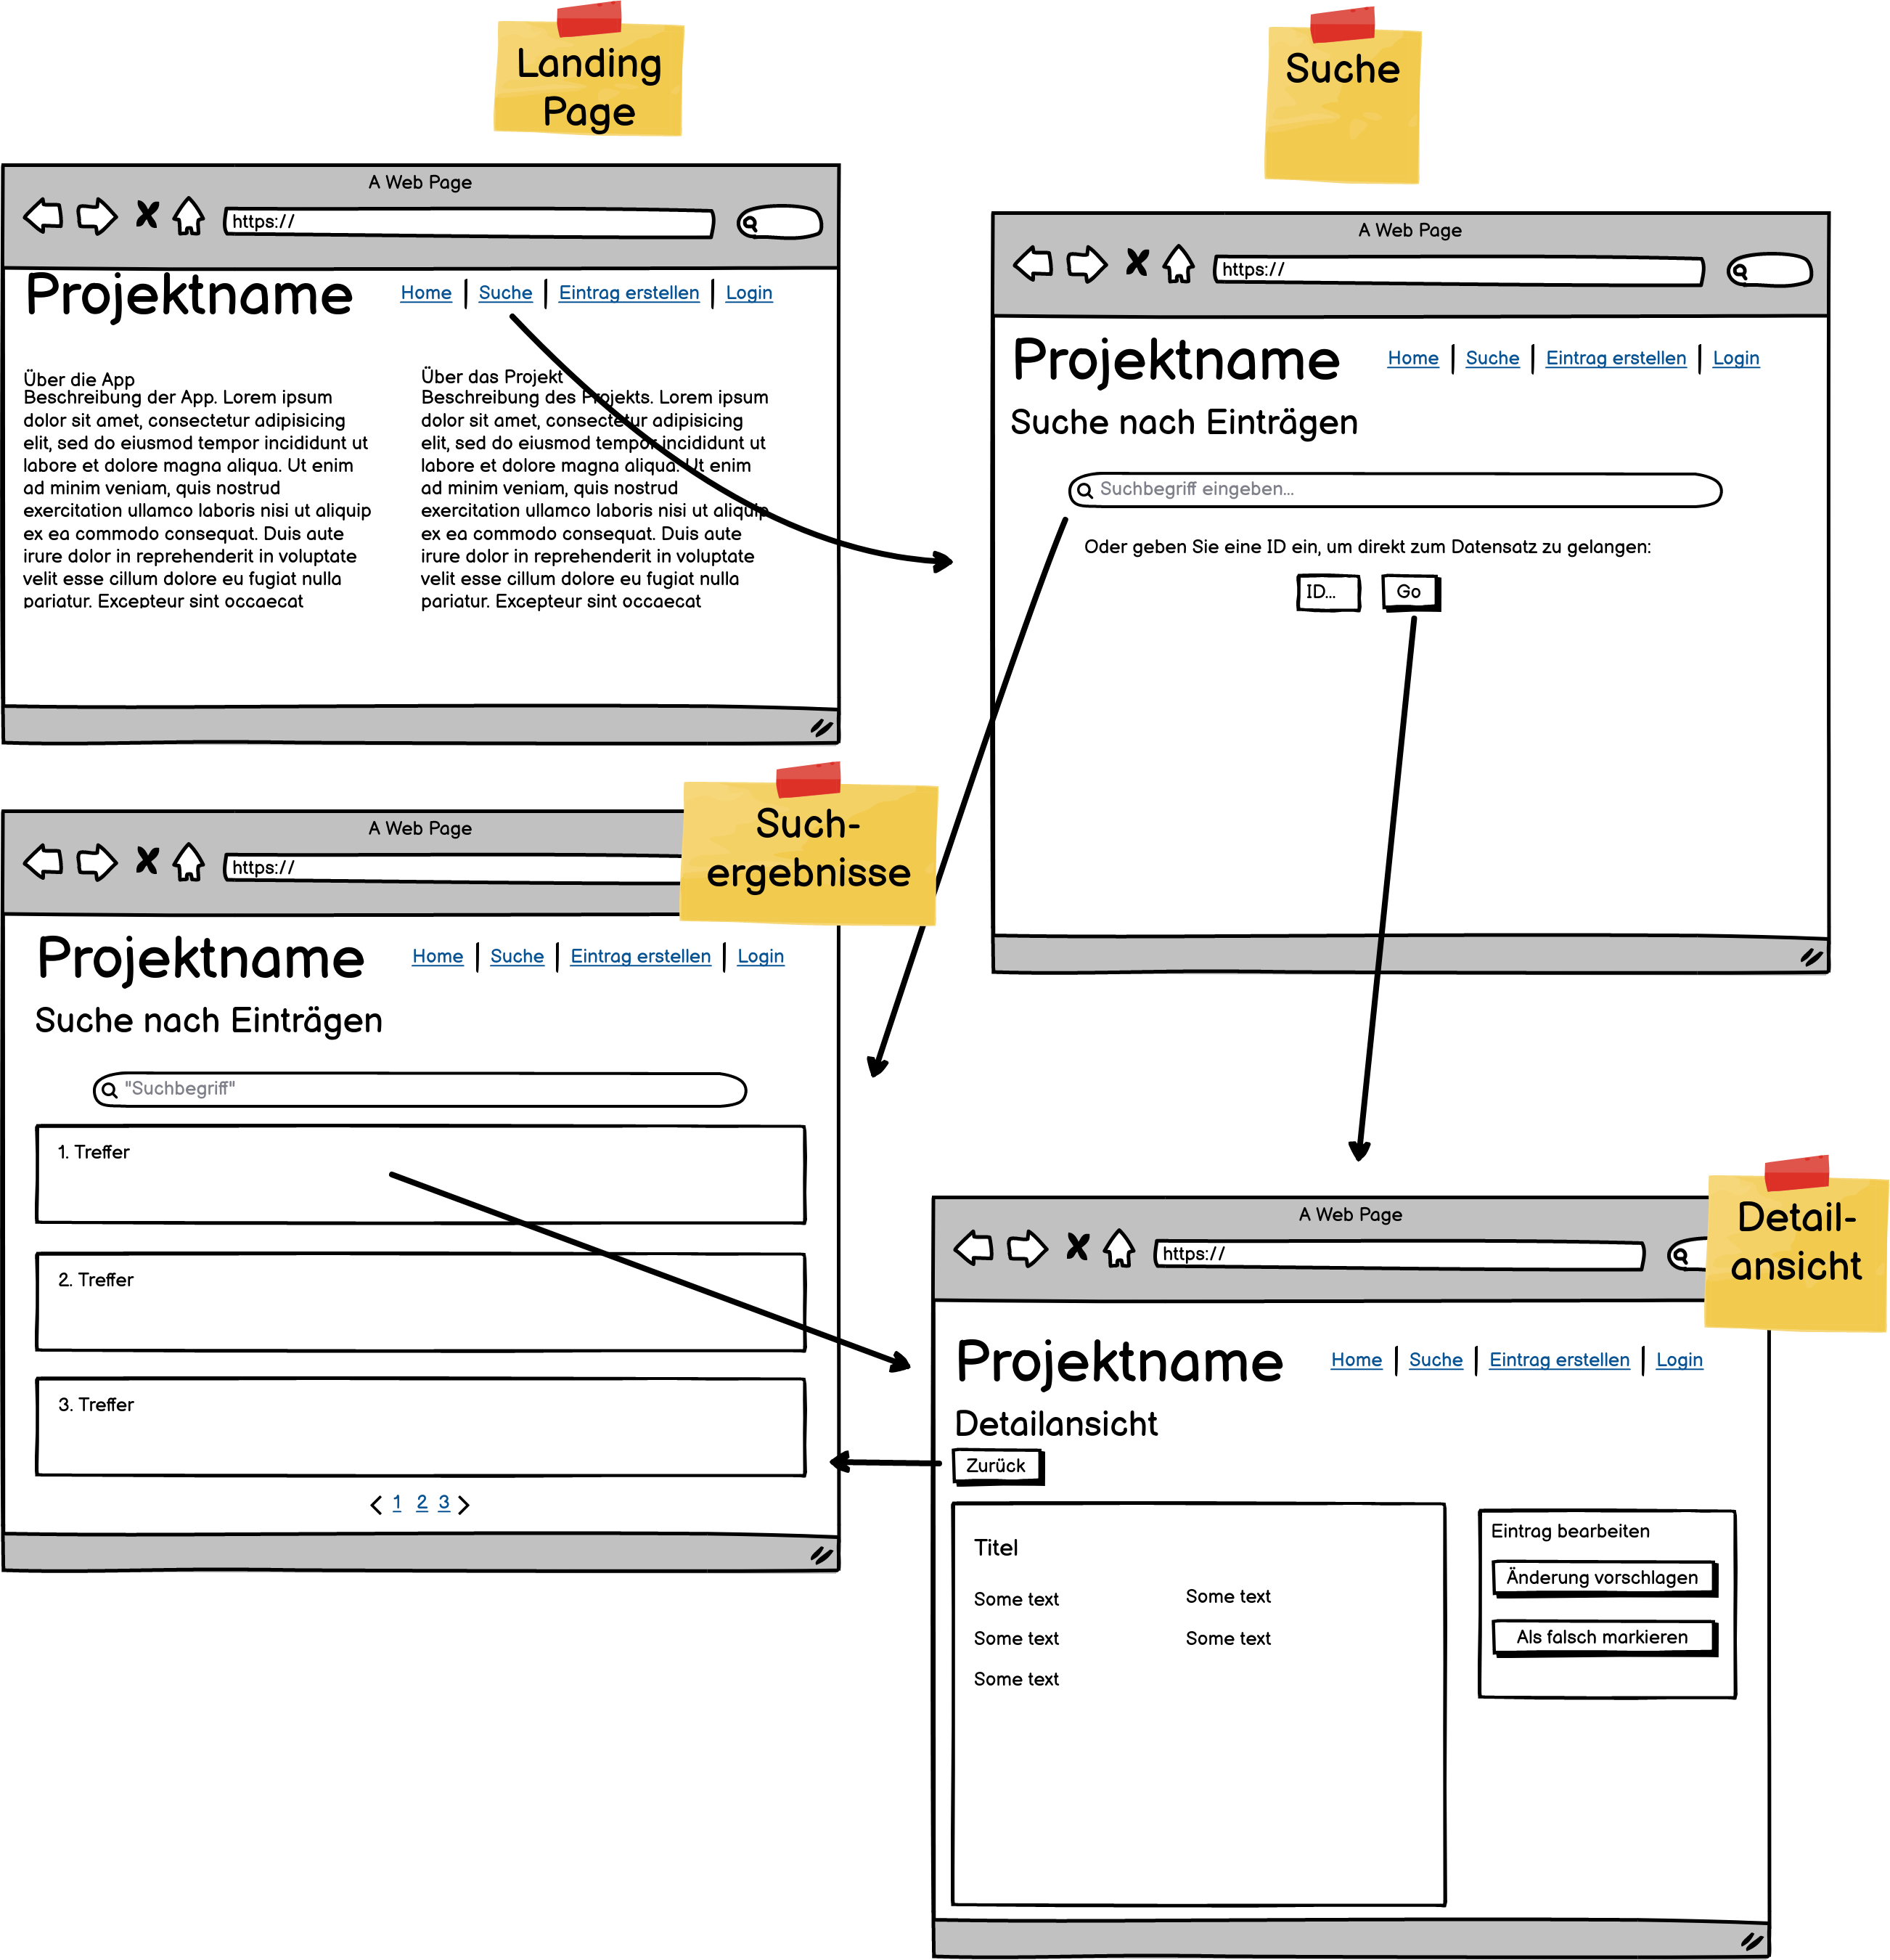 Landing
Page
A Web Page
https://
Projektname
Home | Suche | Eintrag erstellen | Login
Über die App
Beschreibung der App. Lorem ipsum
dolor sit amet, consectetur adipisicing
elit, sed do eiusmod tempor incididunt ut
labore et dolore magna aliqua. Ut enim
ad minim veniam, quis nostrud
exercitation ullamco laboris nisi ut aliquip
ex ea commodo consequat. Duis aute
irure dolor in reprehenderit in voluptate
velit esse cillum dolore eu fugiat nulla
pariatur. Excepteur sint occaecat
Über das Projekt
Beschreibung des Projekts. Lorem ipsum
dolor sit amet, consectetur adipisicing
elit, sed do eiusmod tempor incididunt ut
labore et dolore magna aliqua. Ut enim
ad minim veniam, quis nostrud
exercitation ullamco laboris nisi ut aliquip
ex ea commodo consequat. Duis aute
irure dolor in reprehenderit in voluptate
velit esse cillum dolore eu fugiat nulla
pariatur. Excepteur sint occaecat
Suche
A Web Page
https://
Projektname
Home | Suche | Eintrag erstellen | Login
Suche nach Einträgen
Suchbegriff eingeben...
Oder geben Sie eine ID ein, um direkt zum Datensatz zu gelangen:
ID...
Go
Such-
ergebnisse
A Web Page
https://
Projektname
Home | Suche | Eintrag erstellen | Login
Suche nach Einträgen
"Suchbegriff"
1. Treffer
2. Treffer
3. Treffer
< 1 2 3 >
Detail-
ansicht
A Web Page
https://
Projektname
Home | Suche | Eintrag erstellen | Login
Detailansicht
Zurück
Titel
Some text
Some text
Some text
Some text
Some text
Eintrag bearbeiten
Änderung vorschlagen
Als falsch markieren